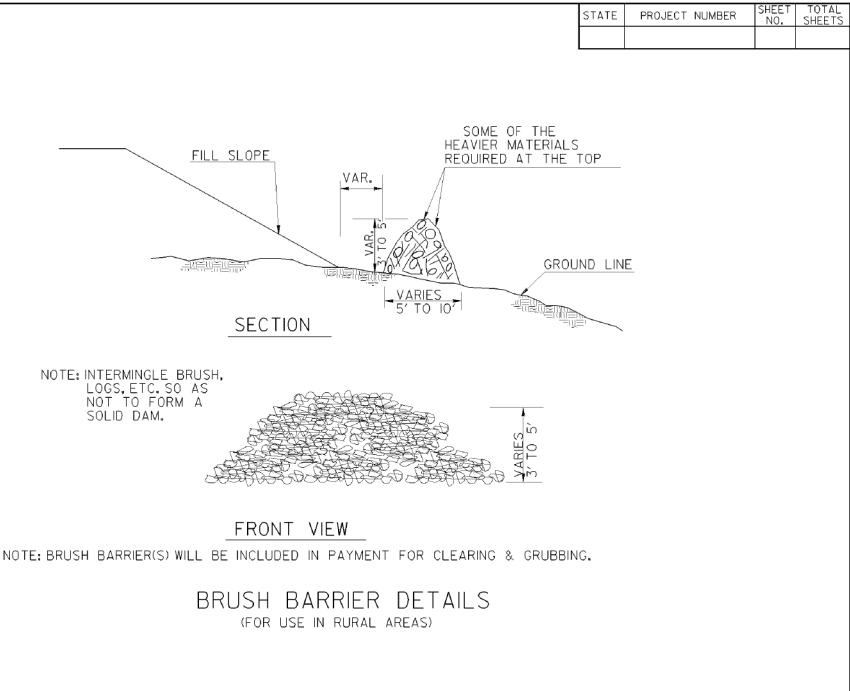 STATE PROJECT NUMBER SHEET NO. TOTAL SHEETS
SOME OF THE
HEAVIER MATERIALS
REQUIRED AT THE TOP
FILL SLOPE
VAR.
VAR.
3' TO 5'
GROUND LINE
VARIES
5' TO 10'
SECTION
NOTE: INTERMINGLE BRUSH,
LOGS, ETC. SO AS
NOT TO FORM A
SOLID DAM.
VARIES
3' TO 5'
FRONT VIEW
NOTE: BRUSH BARRIER(S) WILL BE INCLUDED IN PAYMENT FOR CLEARING & GRUBBING.
BRUSH BARRIER DETAILS
(FOR USE IN RURAL AREAS)